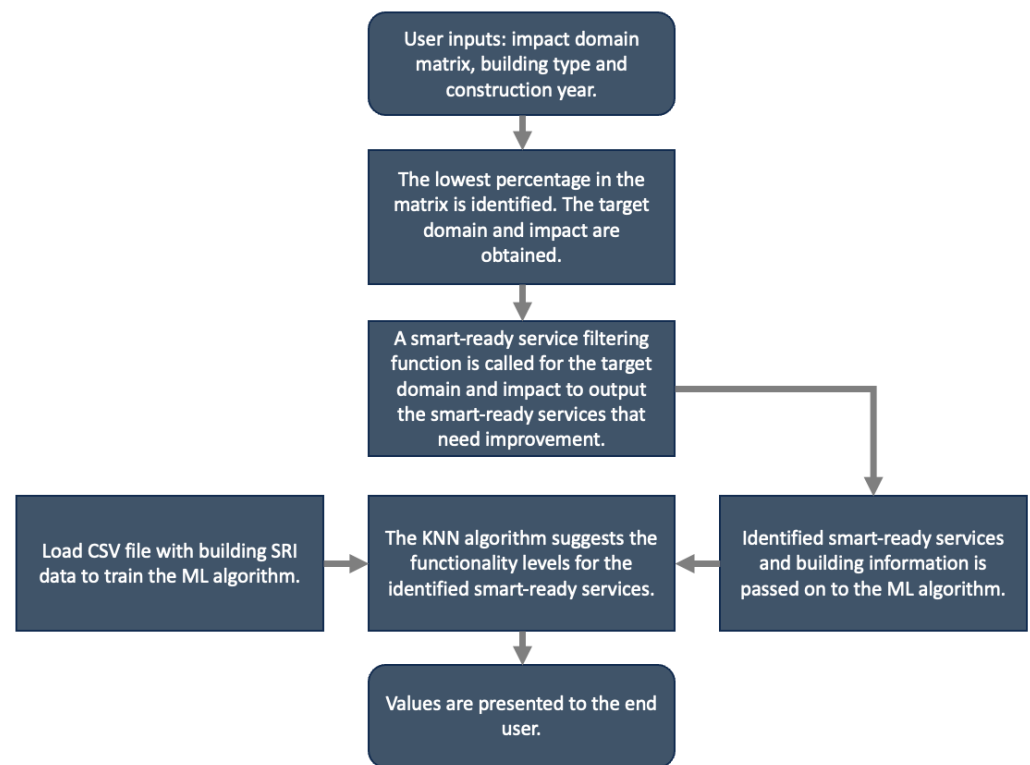 User inputs: impact domain
matrix, building type and
construction year.
The lowest percentage in the
matrix is identified. The target
domain and impact are
obtained.
A smart-ready service filtering
function is called for the target
domain and impact to output
the smart-ready services that
need improvement.
Load CSV file with building SRI
data to train the ML algorithm.
The KNN algorithm suggests the
functionality levels for the
identified smart-ready services.
Identified smart-ready services
and building information is
passed on to the ML algorithm.
Values are presented to the end
user.